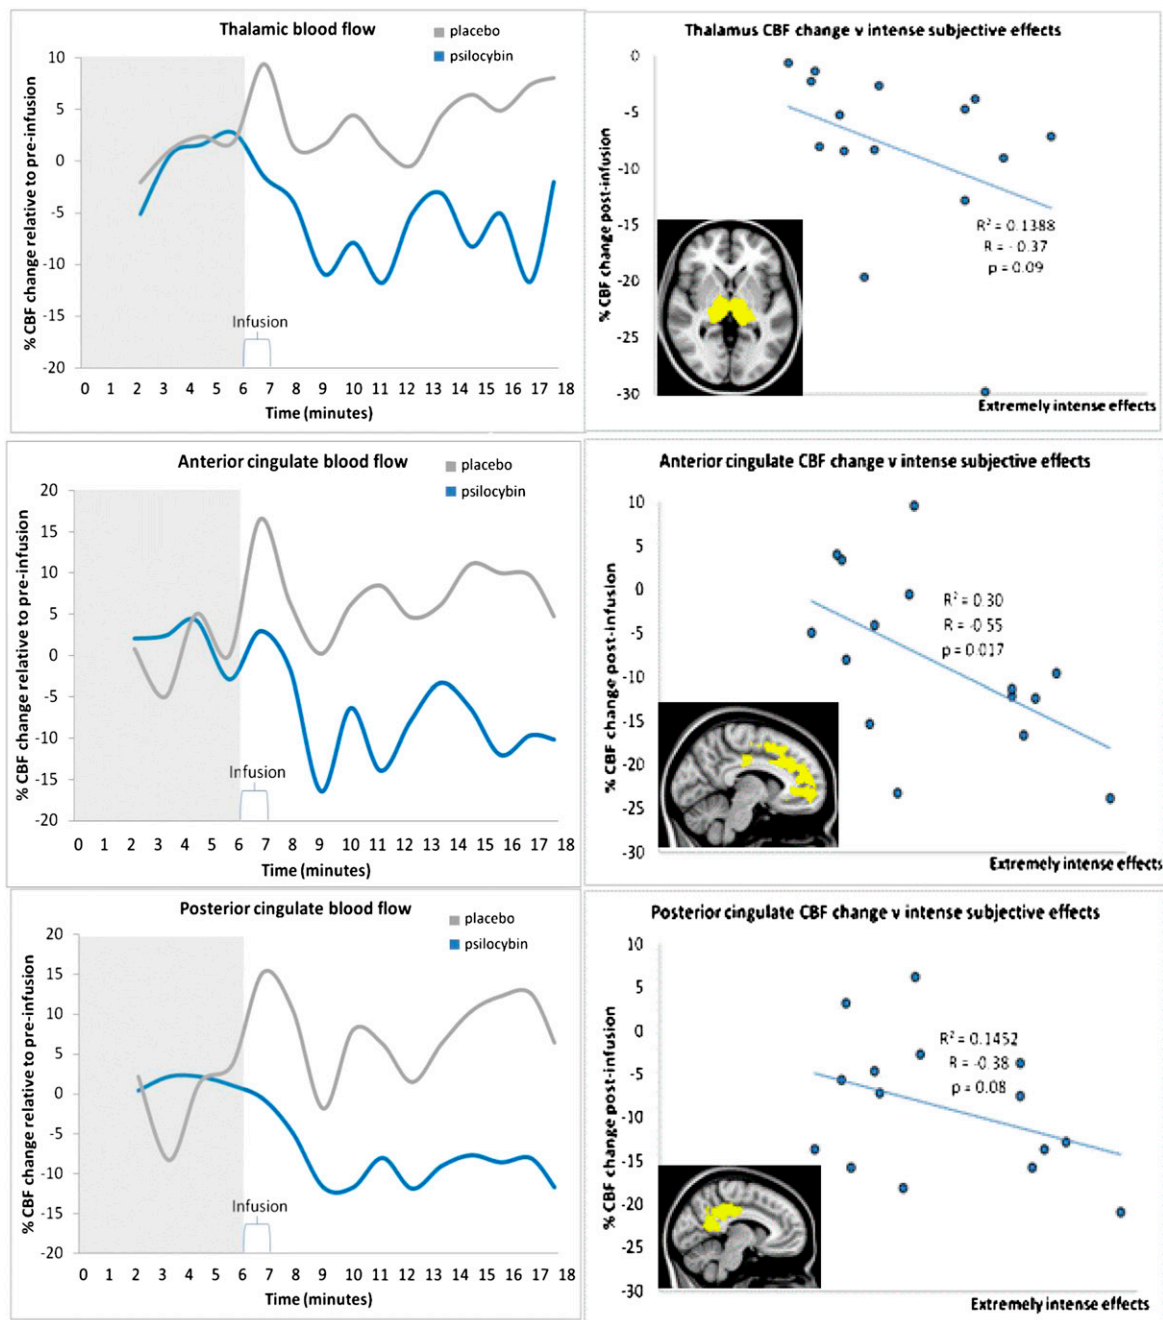 Thalamic blood flow
placebo
psilocybin
% CBF change relative to pre-infusion
10
5
0
-5
-10
-15
-20
Infusion
0 1 2 3 4 5 6 7 8 9 10 11 12 13 14 15 16 17 18
Time (minutes)
Thalamus CBF change v intense subjective effects
% CBF change post-infusion
0
-5
-10
-15
-20
-25
-30
R² = 0.1388
R = - 0.37
p = 0.09
Extremely intense effects
Anterior cingulate blood flow
placebo
psilocybin
% CBF change relative to pre-infusion
20
15
10
5
0
-5
-10
-15
-20
Infusion
0 1 2 3 4 5 6 7 8 9 10 11 12 13 14 15 16 17 18
Time (minutes)
Anterior cingulate CBF change v intense subjective effects
% CBF change post-infusion
10
5
0
-5
-10
-15
-20
-25
-30
R² = 0.30
R = -0.55
p = 0.017
Extremely intense effects
Posterior cingulate blood flow
placebo
psilocybin
% CBF change relative to pre-infusion
20
15
10
5
0
-5
-10
-15
-20
Infusion
0 1 2 3 4 5 6 7 8 9 10 11 12 13 14 15 16 17 18
Time (minutes)
Posterior cingulate CBF change v intense subjective effects
% CBF change post-infusion
10
5
0
-5
-10
-15
-20
-25
-30
R² = 0.1452
R = -0.38
p = 0.08
Extremely intense effects